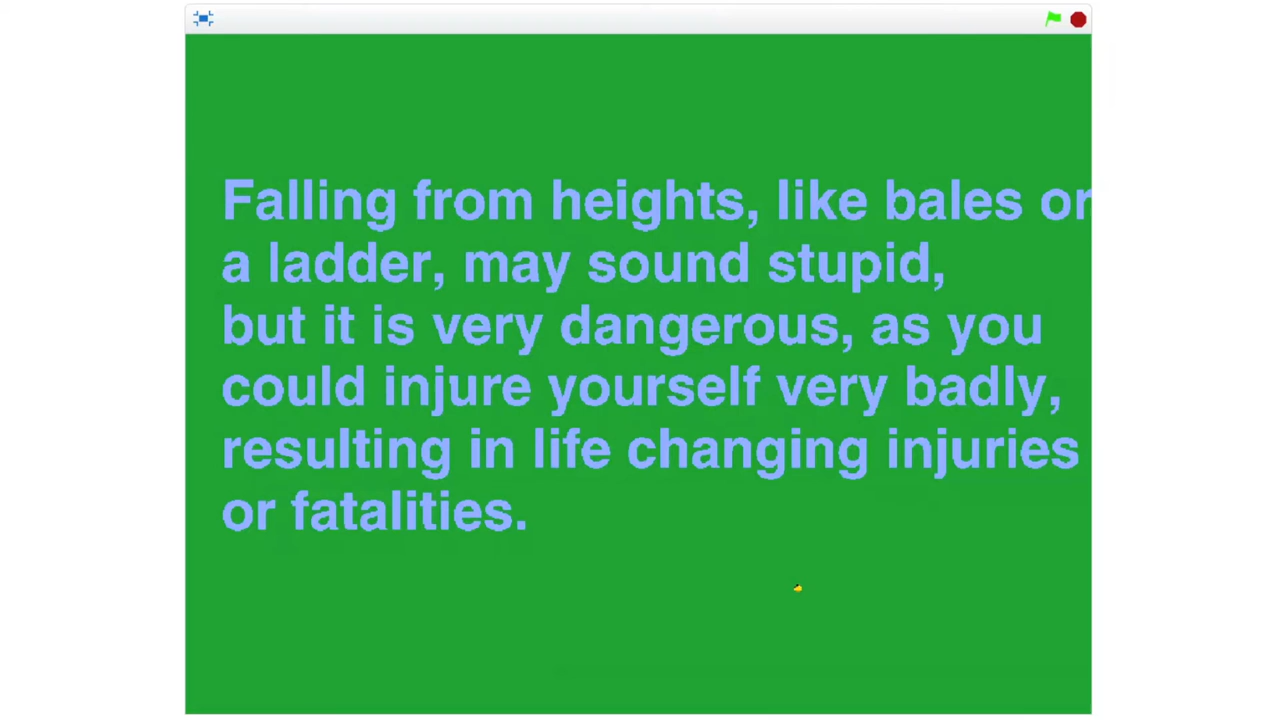 Falling from heights, like bales or
a ladder, may sound stupid,
but it is very dangerous, as you
could injure yourself very badly,
resulting in life changing injuries
or fatalities.